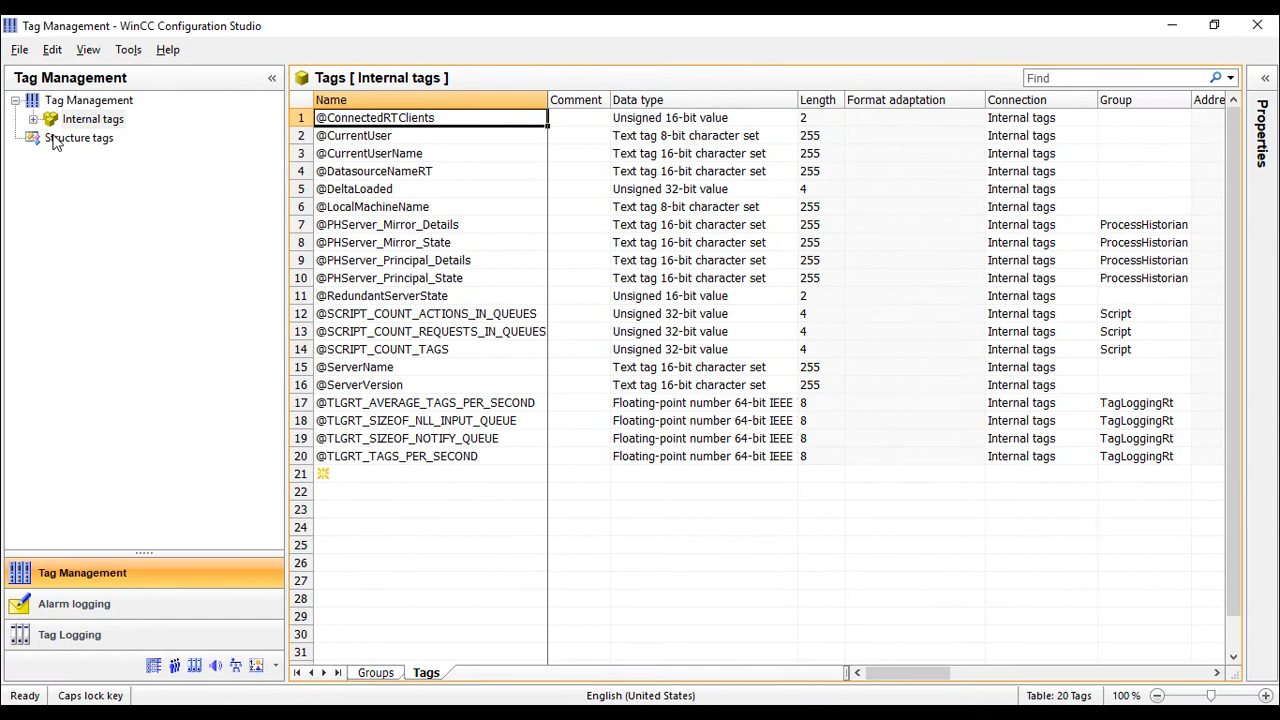 Tag Management - WinCC Configuration Studio
File Edit View Tools Help
Tag Management «
Tag Management
Internal tags
Structure tags
Tag Management
Alarm logging
Tag Logging
Tags [ Internal tags ] Find
Name Comment Data type Length Format adaptation Connection Group Addre
1 @ConnectedRTClients Unsigned 16-bit value 2 Internal tags
2 @CurrentUser Text tag 8-bit character set 255 Internal tags
3 @CurrentUserName Text tag 16-bit character set 255 Internal tags
4 @DatasourceNameRT Text tag 16-bit character set 255 Internal tags
5 @DeltaLoaded Unsigned 32-bit value 4 Internal tags
6 @LocalMachineName Text tag 8-bit character set 255 Internal tags
7 @PHServer_Mirror_Details Text tag 16-bit character set 255 Internal tags ProcessHistorian
8 @PHServer_Mirror_State Text tag 16-bit character set 255 Internal tags ProcessHistorian
9 @PHServer_Principal_Details Text tag 16-bit character set 255 Internal tags ProcessHistorian
10 @PHServer_Principal_State Text tag 16-bit character set 255 Internal tags ProcessHistorian
11 @RedundantServerState Unsigned 16-bit value 2 Internal tags
12 @SCRIPT_COUNT_ACTIONS_IN_QUEUES Unsigned 32-bit value 4 Internal tags Script
13 @SCRIPT_COUNT_REQUESTS_IN_QUEUES Unsigned 32-bit value 4 Internal tags Script
14 @SCRIPT_COUNT_TAGS Unsigned 32-bit value 4 Internal tags Script
15 @ServerName Text tag 16-bit character set 255 Internal tags
16 @ServerVersion Text tag 16-bit character set 255 Internal tags
17 @TLGRT_AVERAGE_TAGS_PER_SECOND Floating-point number 64-bit IEEE 8 Internal tags TagLoggingRt
18 @TLGRT_SIZEOF_NLL_INPUT_QUEUE Floating-point number 64-bit IEEE 8 Internal tags TagLoggingRt
19 @TLGRT_SIZEOF_NOTIFY_QUEUE Floating-point number 64-bit IEEE 8 Internal tags TagLoggingRt
20 @TLGRT_TAGS_PER_SECOND Floating-point number 64-bit IEEE 8 Internal tags TagLoggingRt
21
22
23
24
25
26
27
28
29
30
31
Groups Tags
« Properties
Ready Caps lock key English (United States) Table: 20 Tags 100 %